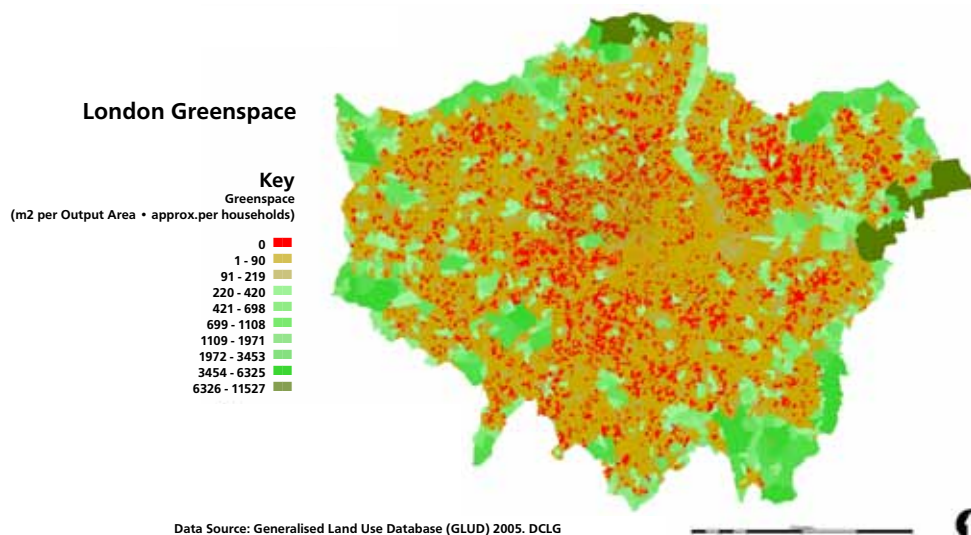 London Greenspace
Key
Greenspace
(m2 per Output Area • approx.per households)
0
1 - 90
91 - 219
220 - 420
421 - 698
699 - 1108
1109 - 1971
1972 - 3453
3454 - 6325
6326 - 11527
Data Source: Generalised Land Use Database (GLUD) 2005. DCLG